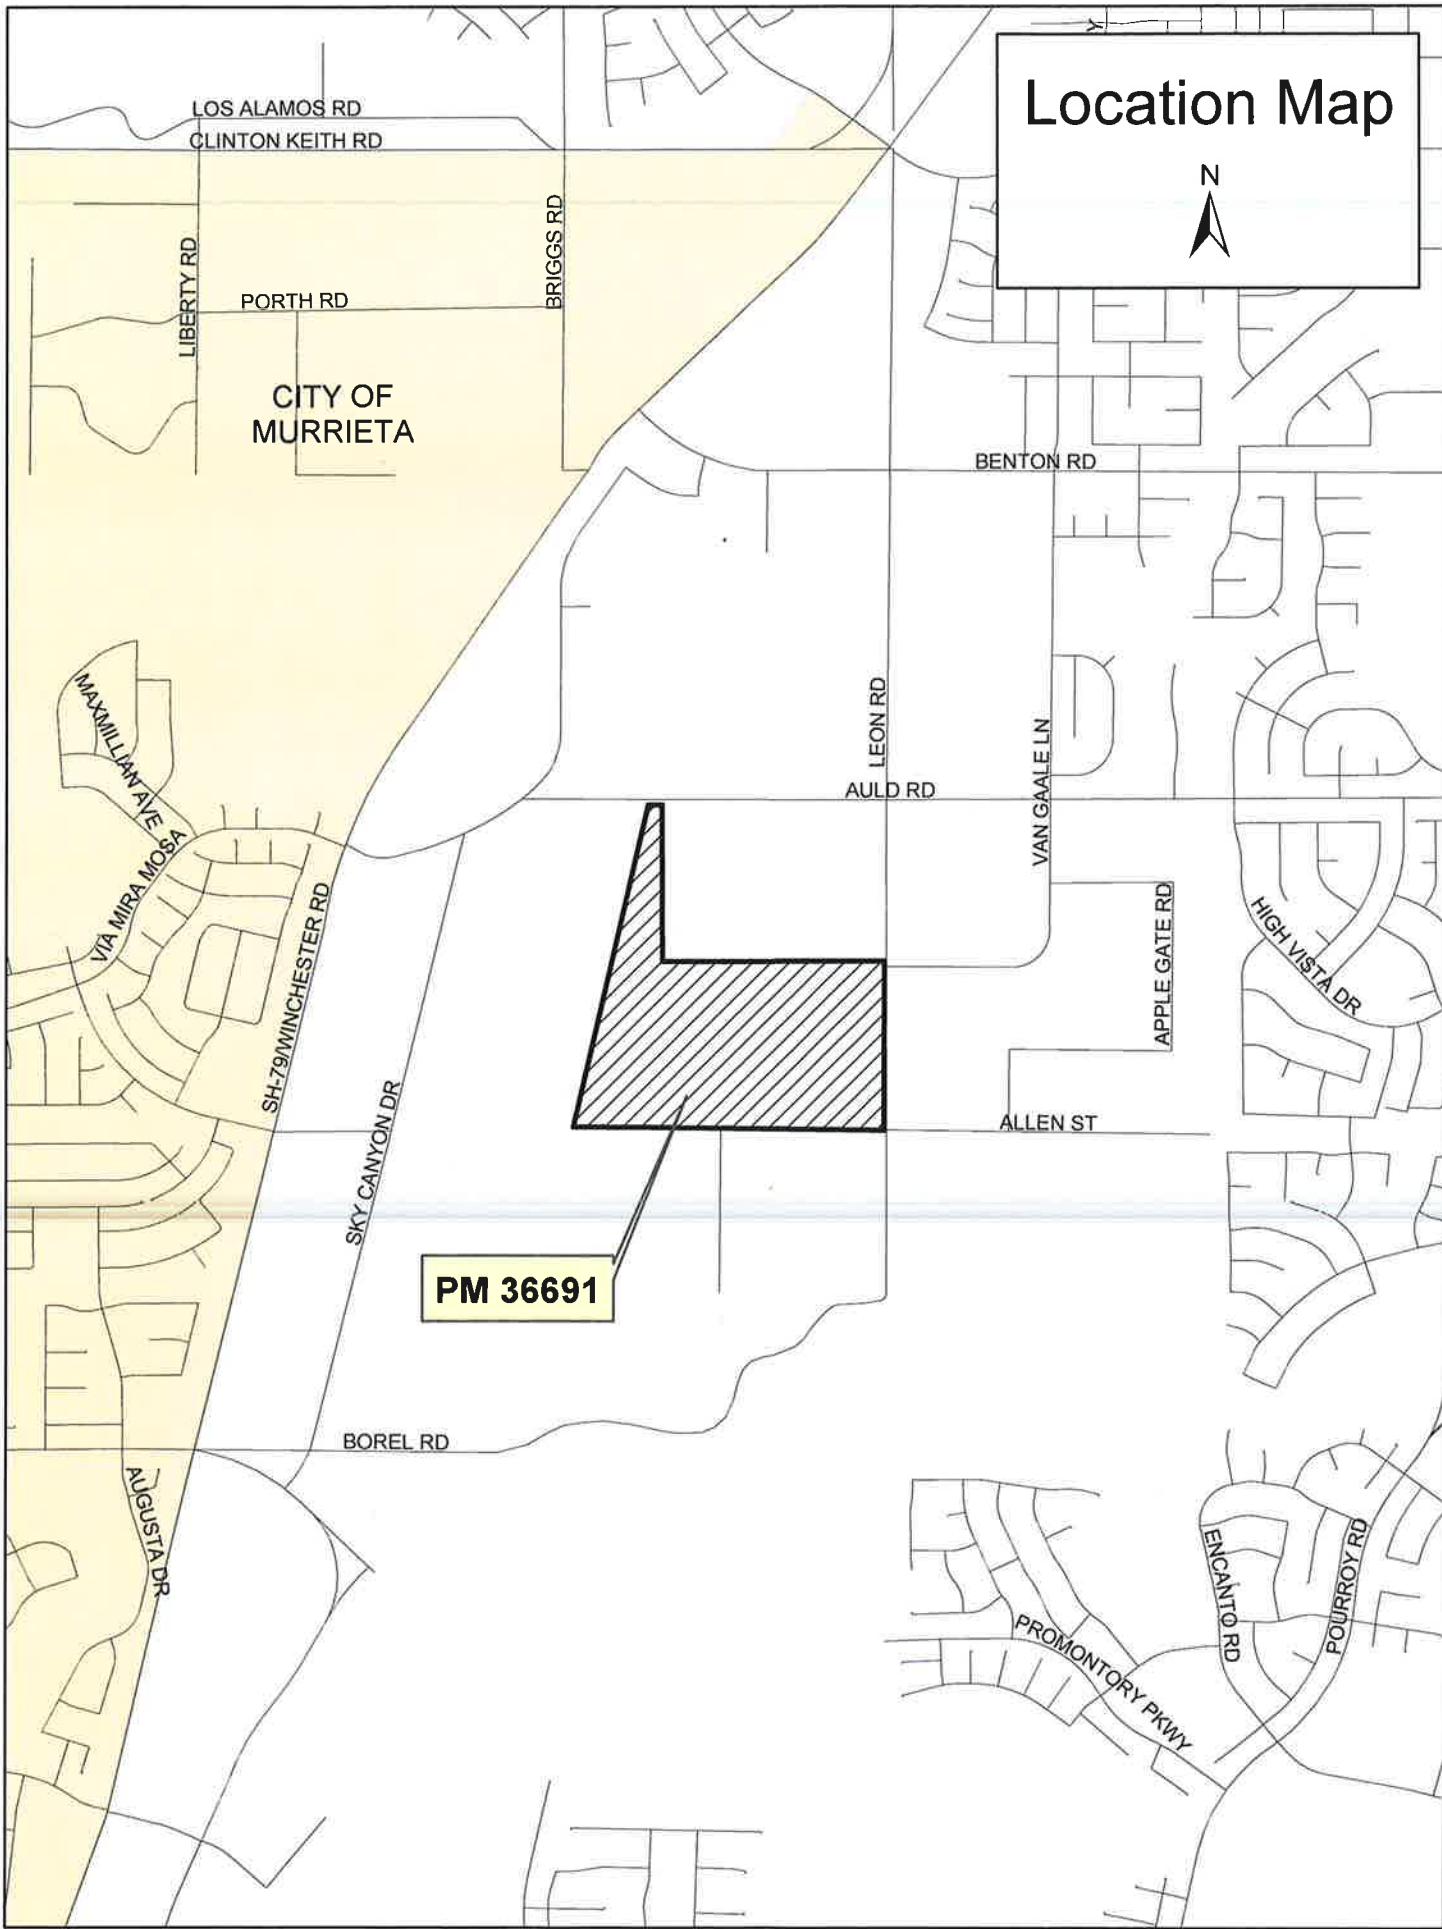 Location Map
N
Y
LOS ALAMOS RD
CLINTON KEITH RD
LIBERTY RD
PORTH RD
BRIGGS RD
CITY OF
MURRIETA
BENTON RD
MAXMILLIAN AVE
VIA MIRA MOSA
SH-79/WINCHESTER RD
LEON RD
AULD RD
VAN GAALE LN
APPLE GATE RD
HIGH VISTA DR
SKY CANYON DR
ALLEN ST
PM 36691
BOREL RD
AUGUSTA DR
ENCANTO RD
POURROY RD
PROMONTORY PKWY